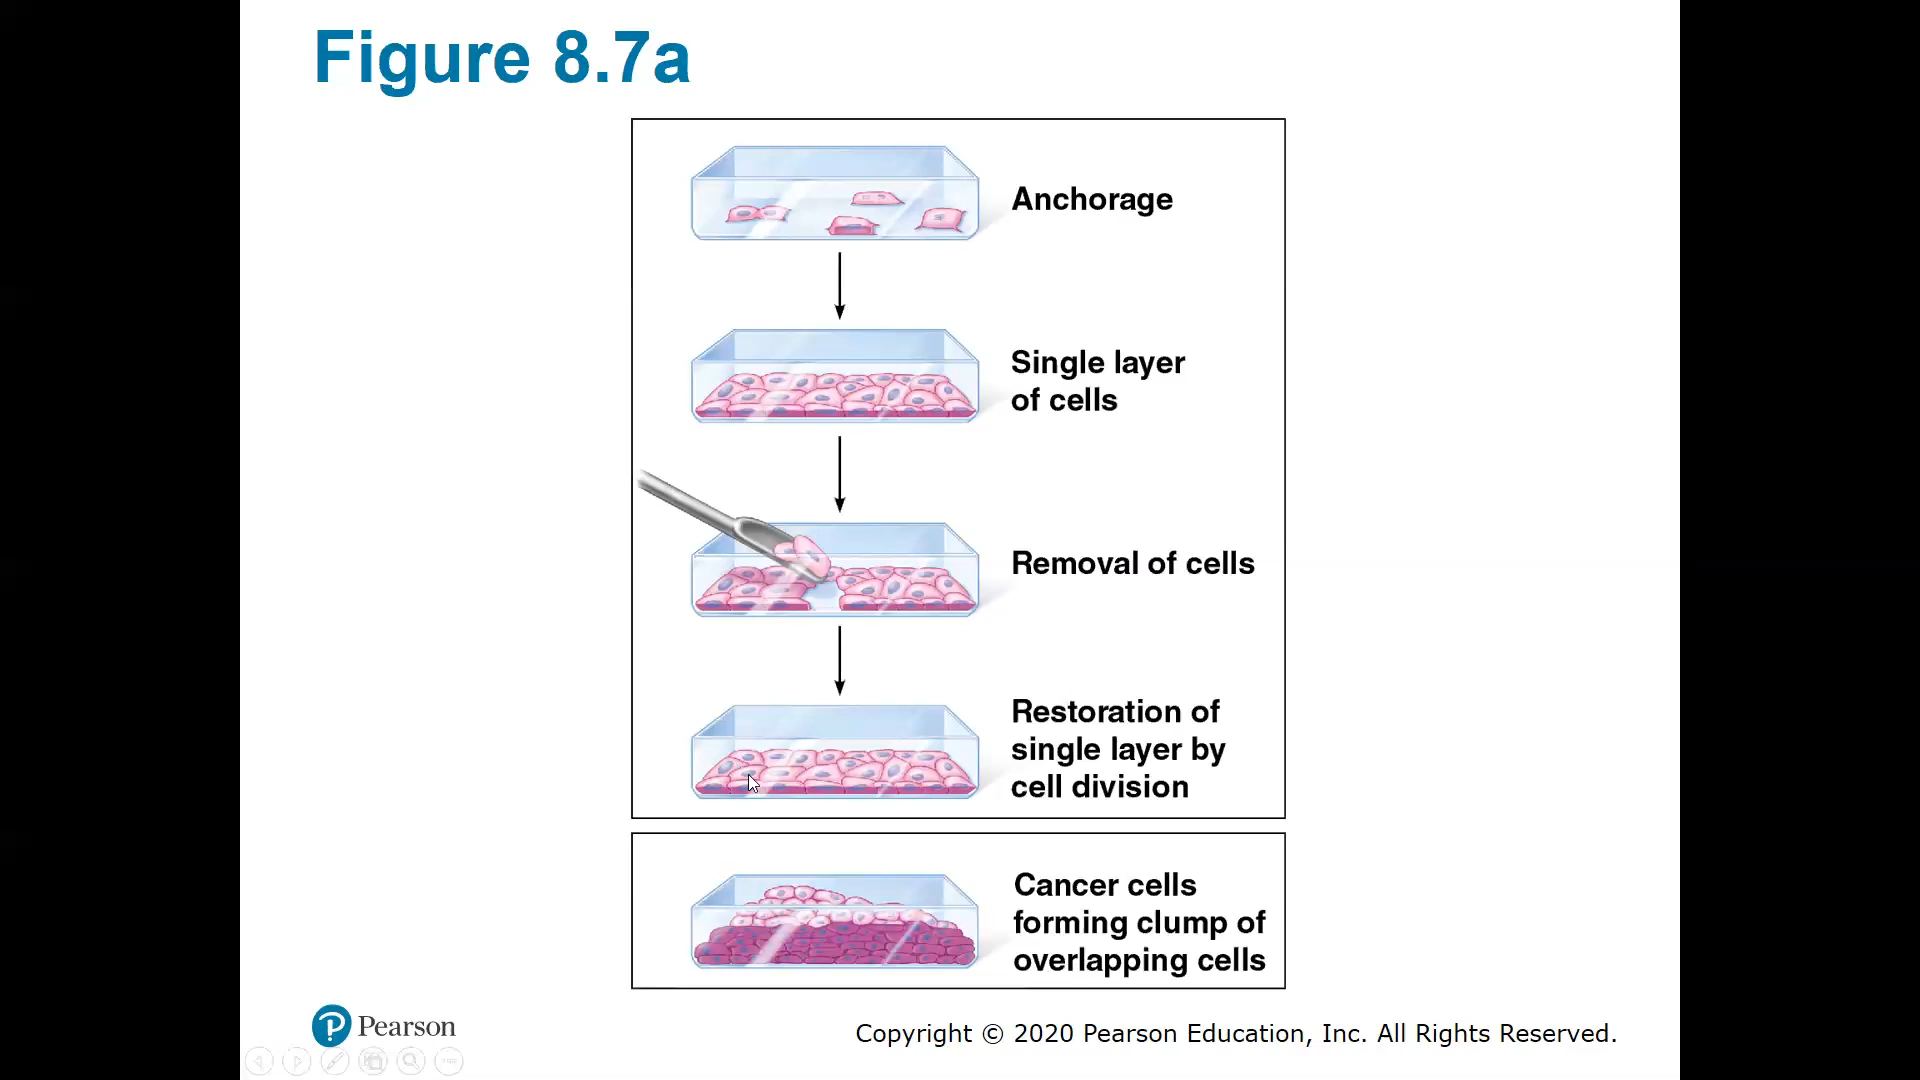 Figure 8.7a
Anchorage
Single layer
of cells
Removal of cells
Restoration of
single layer by
cell division
Cancer cells
forming clump of
overlapping cells
Pearson
Copyright © 2020 Pearson Education, Inc. All Rights Reserved.